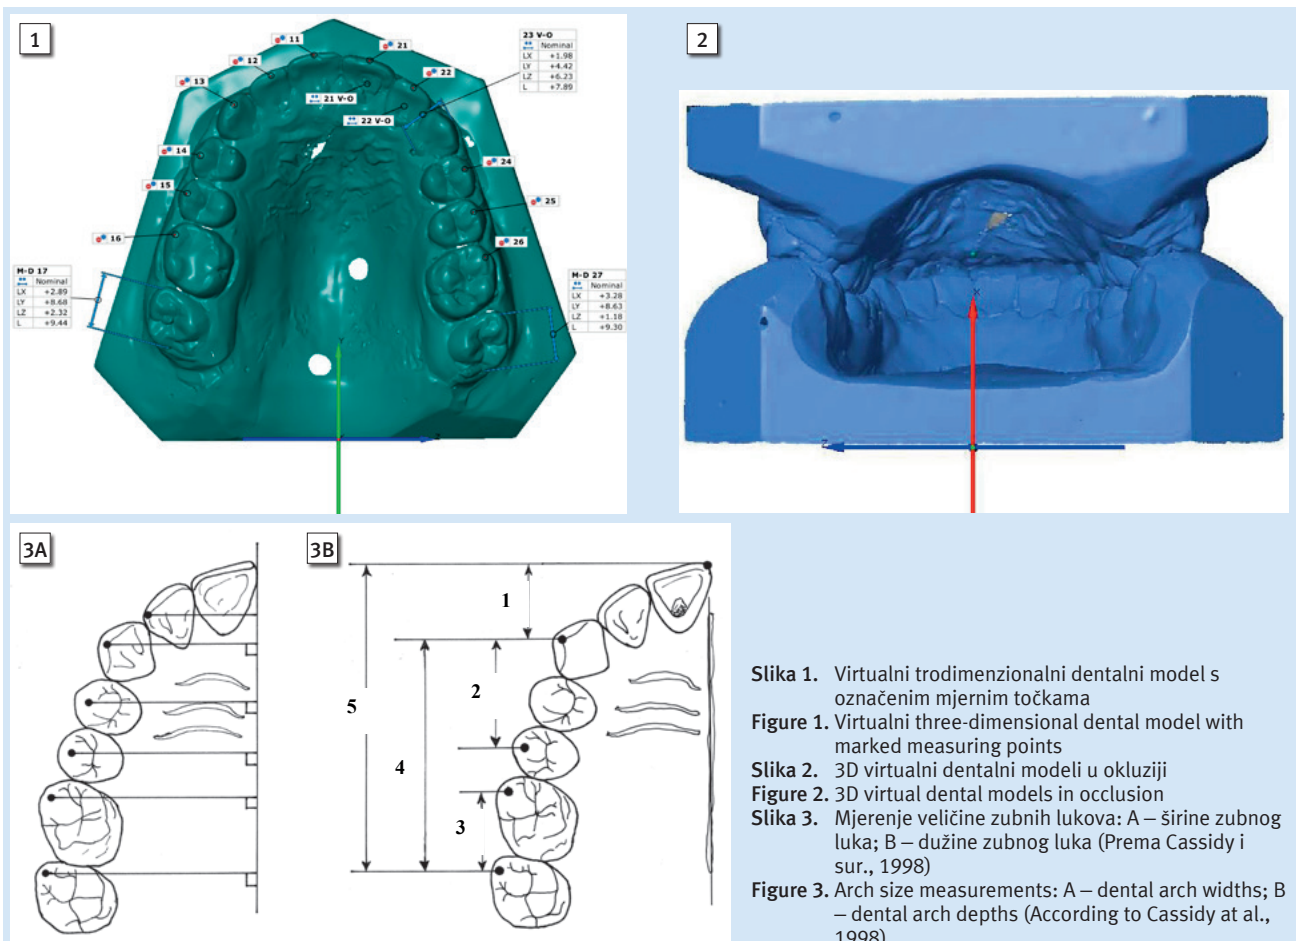 1
11
21
12
22
13
21 V-O
22 V-O
14
24
15
25
16
26
23 V-O
Nominal
LX +1.98
LY +4.42
LZ +6.23
L +7.89
M-D 17
Nominal
LX +2.89
LY +8.68
LZ +2.32
L +9.44
M-D 27
Nominal
LX +3.28
LY +8.63
LZ +1.18
L +9.30
Y
2
X
Z
3A
3B
1
2
5
4
3
Slika 1. Virtualni trodimenzionalni dentalni model s
označenim mjernim točkama
Figure 1. Virtualni three-dimensional dental model with
marked measuring points
Slika 2. 3D virtualni dentalni modeli u okluziji
Figure 2. 3D virtual dental models in occlusion
Slika 3. Mjerenje veličine zubnih lukova: A – širine zubnog
luka; B – dužine zubnog luka (Prema Cassidy i
sur., 1998)
Figure 3. Arch size measurements: A – dental arch widths; B
– dental arch depths (According to Cassidy at al.,
1998)